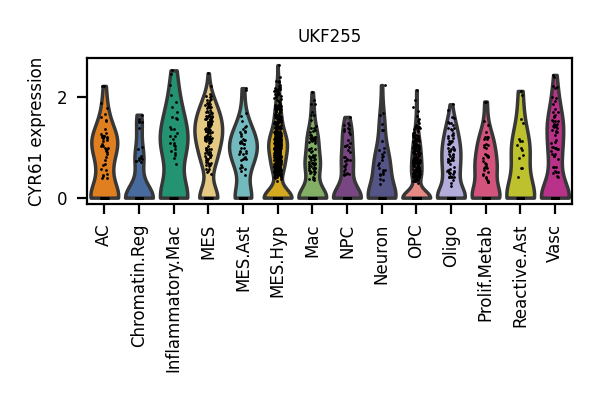 UKF255
CYR61 expression
2
0
AC
Chromatin.Reg
Inflammatory.Mac
MES
MES.Ast
MES.Hyp
Mac
NPC
Neuron
OPC
Oligo
Prolif.Metab
Reactive.Ast
Vasc